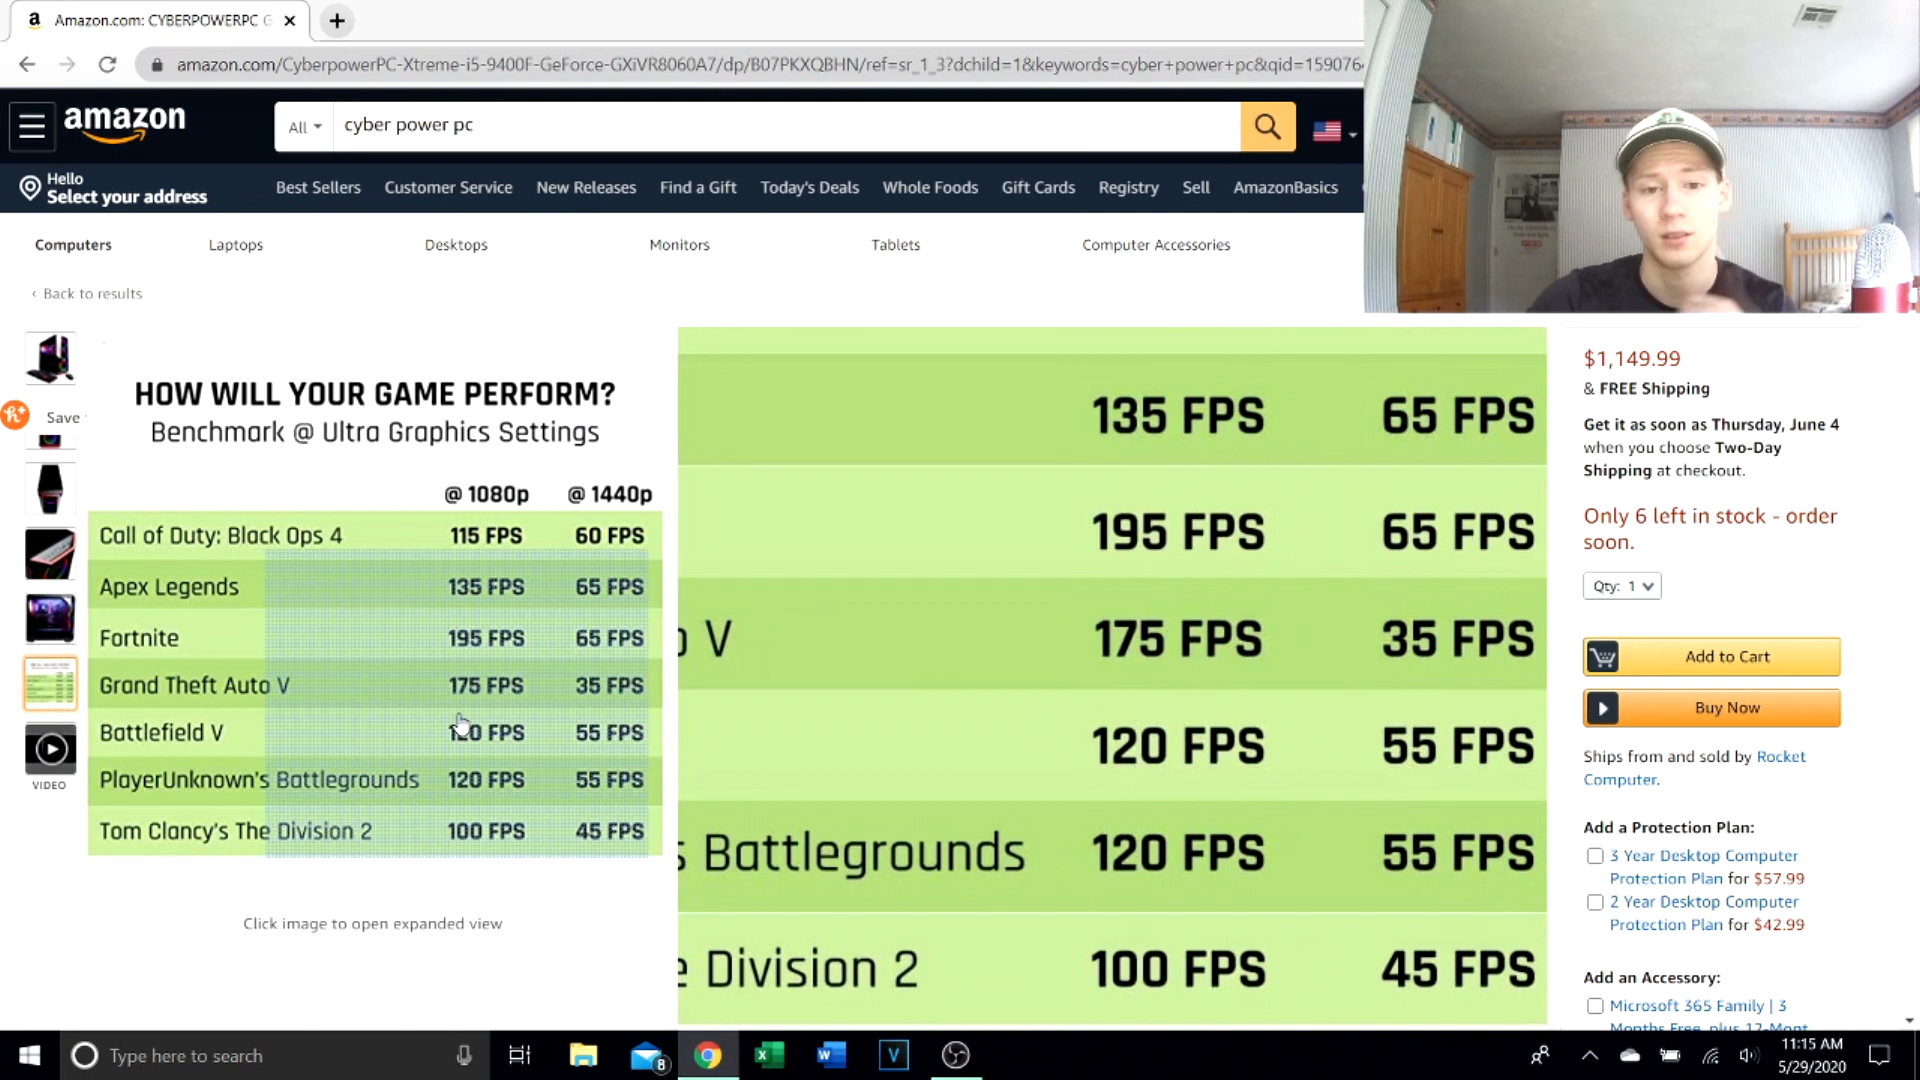 Amazon.com: CYBERPOWERPC G
amazon.com/CyberpowerPC-Xtreme-i5-9400F-GeForce-GXiVR8060A7/dp/B07PKXQBHN/ref=sr_1_3?dchild=1&keywords=cyber+power+pc&qid=159076
amazon
All
cyber power pc
Hello
Select your address
Best Sellers
Customer Service
New Releases
Find a Gift
Today's Deals
Whole Foods
Gift Cards
Registry
Sell
AmazonBasics
Computers
Laptops
Desktops
Monitors
Tablets
Computer Accessories
‹ Back to results
Save
VIDEO
HOW WILL YOUR GAME PERFORM?
Benchmark @ Ultra Graphics Settings
@ 1080p @ 1440p
Call of Duty: Black Ops 4 115 FPS 60 FPS
Apex Legends 135 FPS 65 FPS
Fortnite 195 FPS 65 FPS
Grand Theft Auto V 175 FPS 35 FPS
Battlefield V 120 FPS 55 FPS
PlayerUnknown's Battlegrounds 120 FPS 55 FPS
Tom Clancy's The Division 2 100 FPS 45 FPS
Click image to open expanded view
135 FPS 65 FPS
195 FPS 65 FPS
V 175 FPS 35 FPS
120 FPS 55 FPS
s Battlegrounds 120 FPS 55 FPS
e Division 2 100 FPS 45 FPS
$1,149.99
& FREE Shipping
Get it as soon as Thursday, June 4
when you choose Two-Day
Shipping at checkout.
Only 6 left in stock - order
soon.
Qty: 1
Add to Cart
Buy Now
Ships from and sold by Rocket
Computer.
Add a Protection Plan:
3 Year Desktop Computer
Protection Plan for $57.99
2 Year Desktop Computer
Protection Plan for $42.99
Add an Accessory:
Microsoft 365 Family | 3
Months Free, plus 12-Mont
Type here to search
8
11:15 AM
5/29/2020